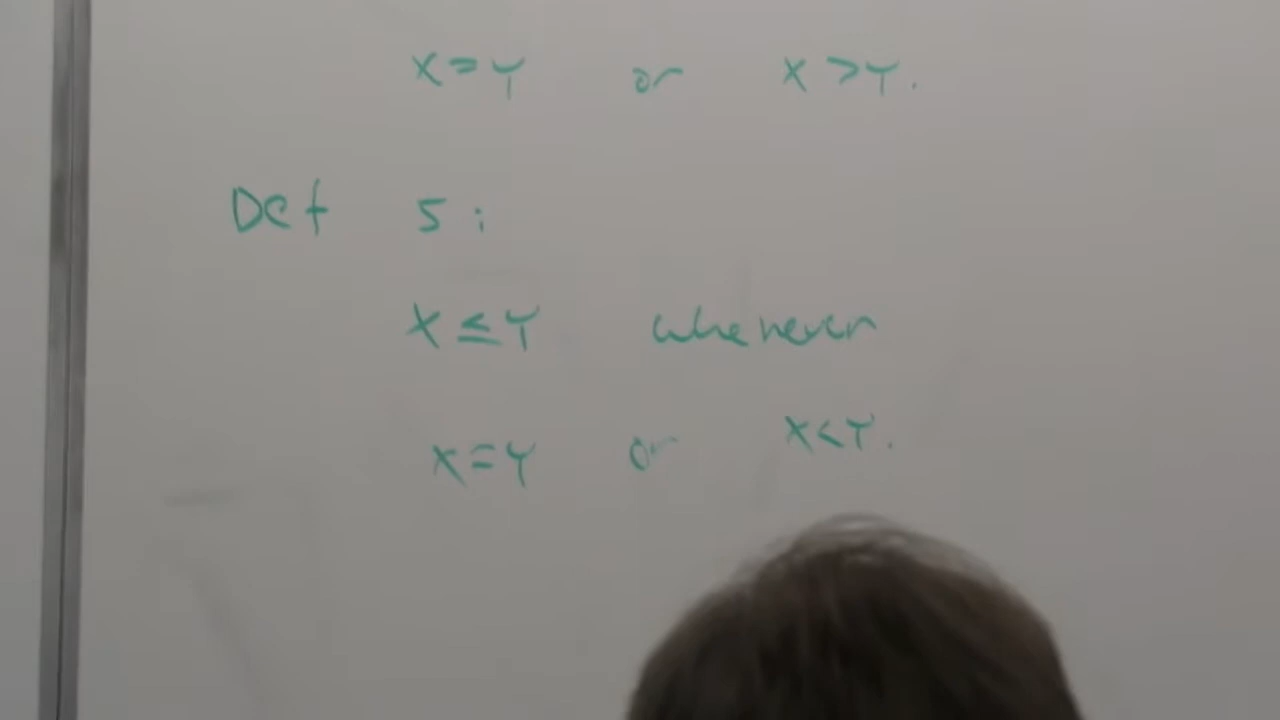 x = y or x > y.
Def 5:
x ≤ y whenever
x = y or x < y.